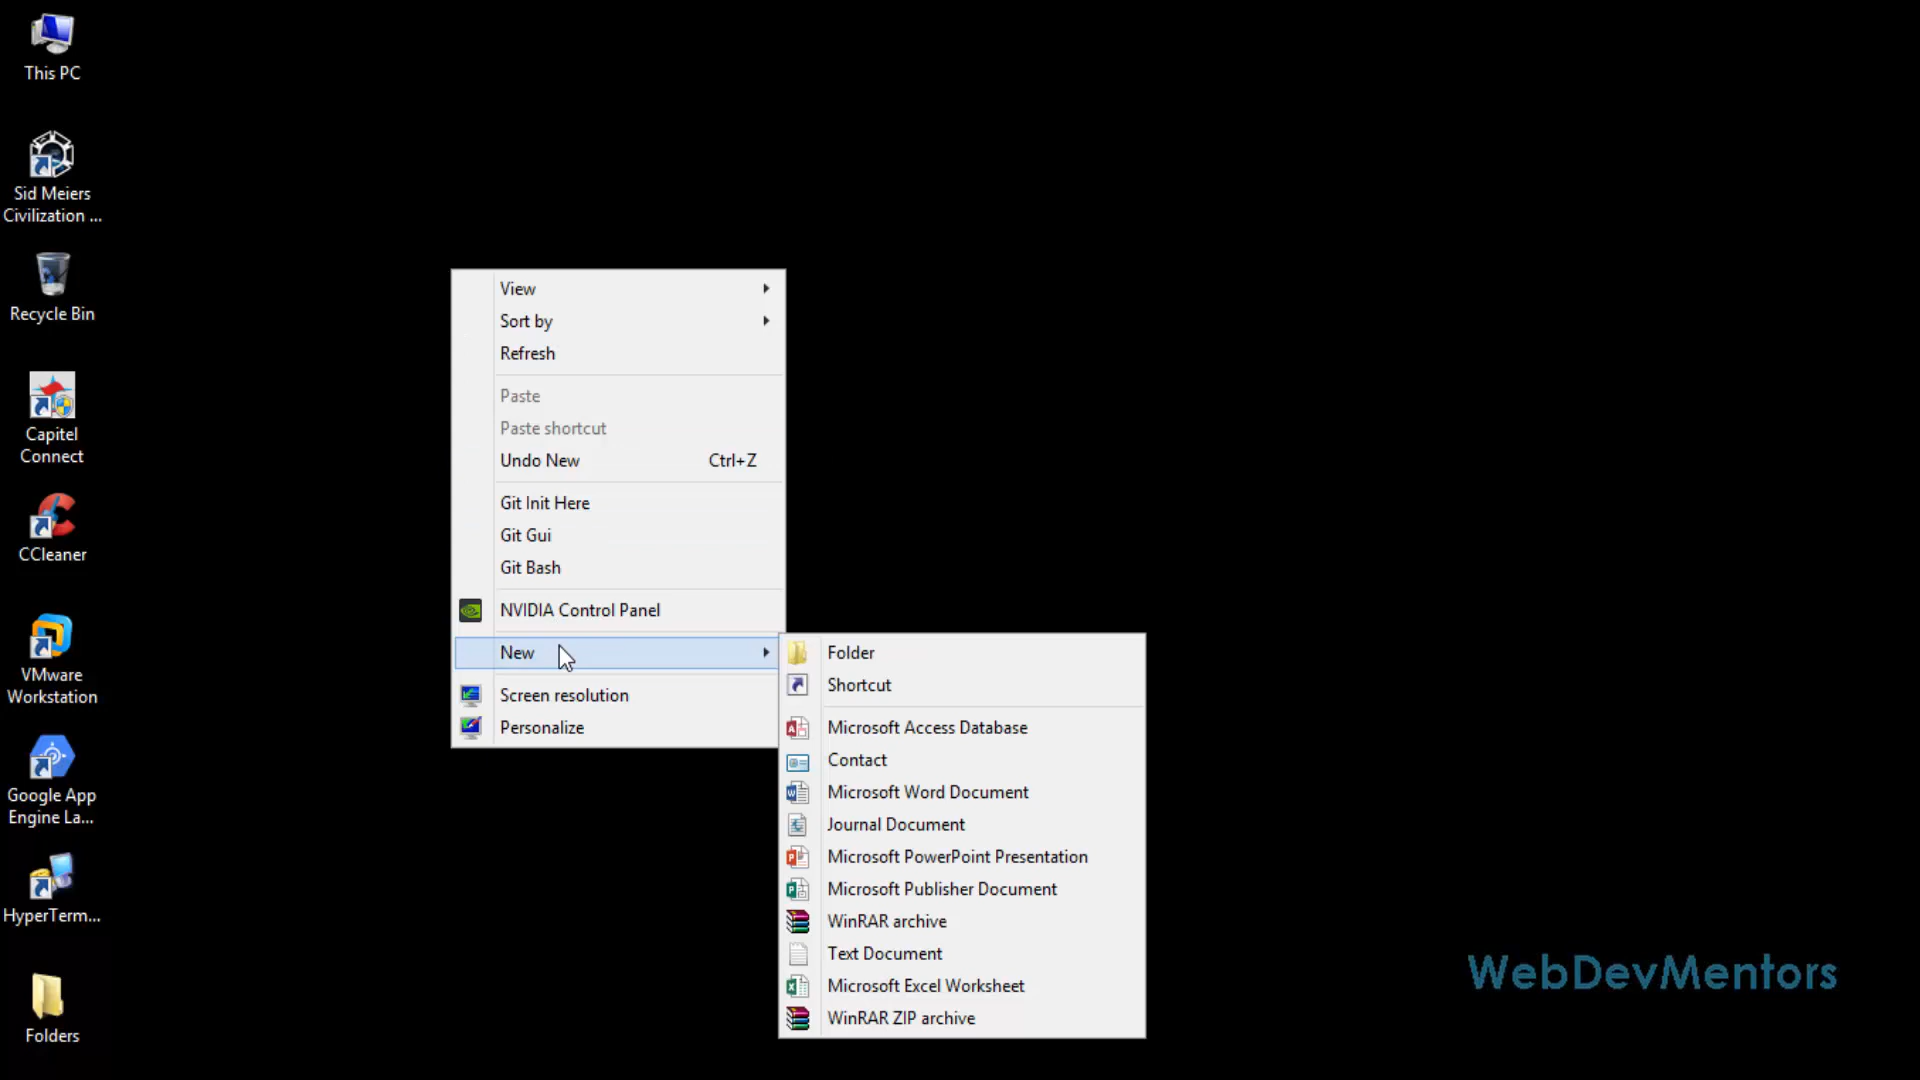 This PC
Sid Meiers
Civilization ...
Recycle Bin
Capitel
Connect
CCleaner
VMware
Workstation
Google App
Engine La...
HyperTerm...
Folders
View
Sort by
Refresh
Paste
Paste shortcut
Undo New Ctrl+Z
Git Init Here
Git Gui
Git Bash
NVIDIA Control Panel
New
Screen resolution
Personalize
Folder
Shortcut
Microsoft Access Database
Contact
Microsoft Word Document
Journal Document
Microsoft PowerPoint Presentation
Microsoft Publisher Document
WinRAR archive
Text Document
Microsoft Excel Worksheet
WinRAR ZIP archive
WebDevMentors